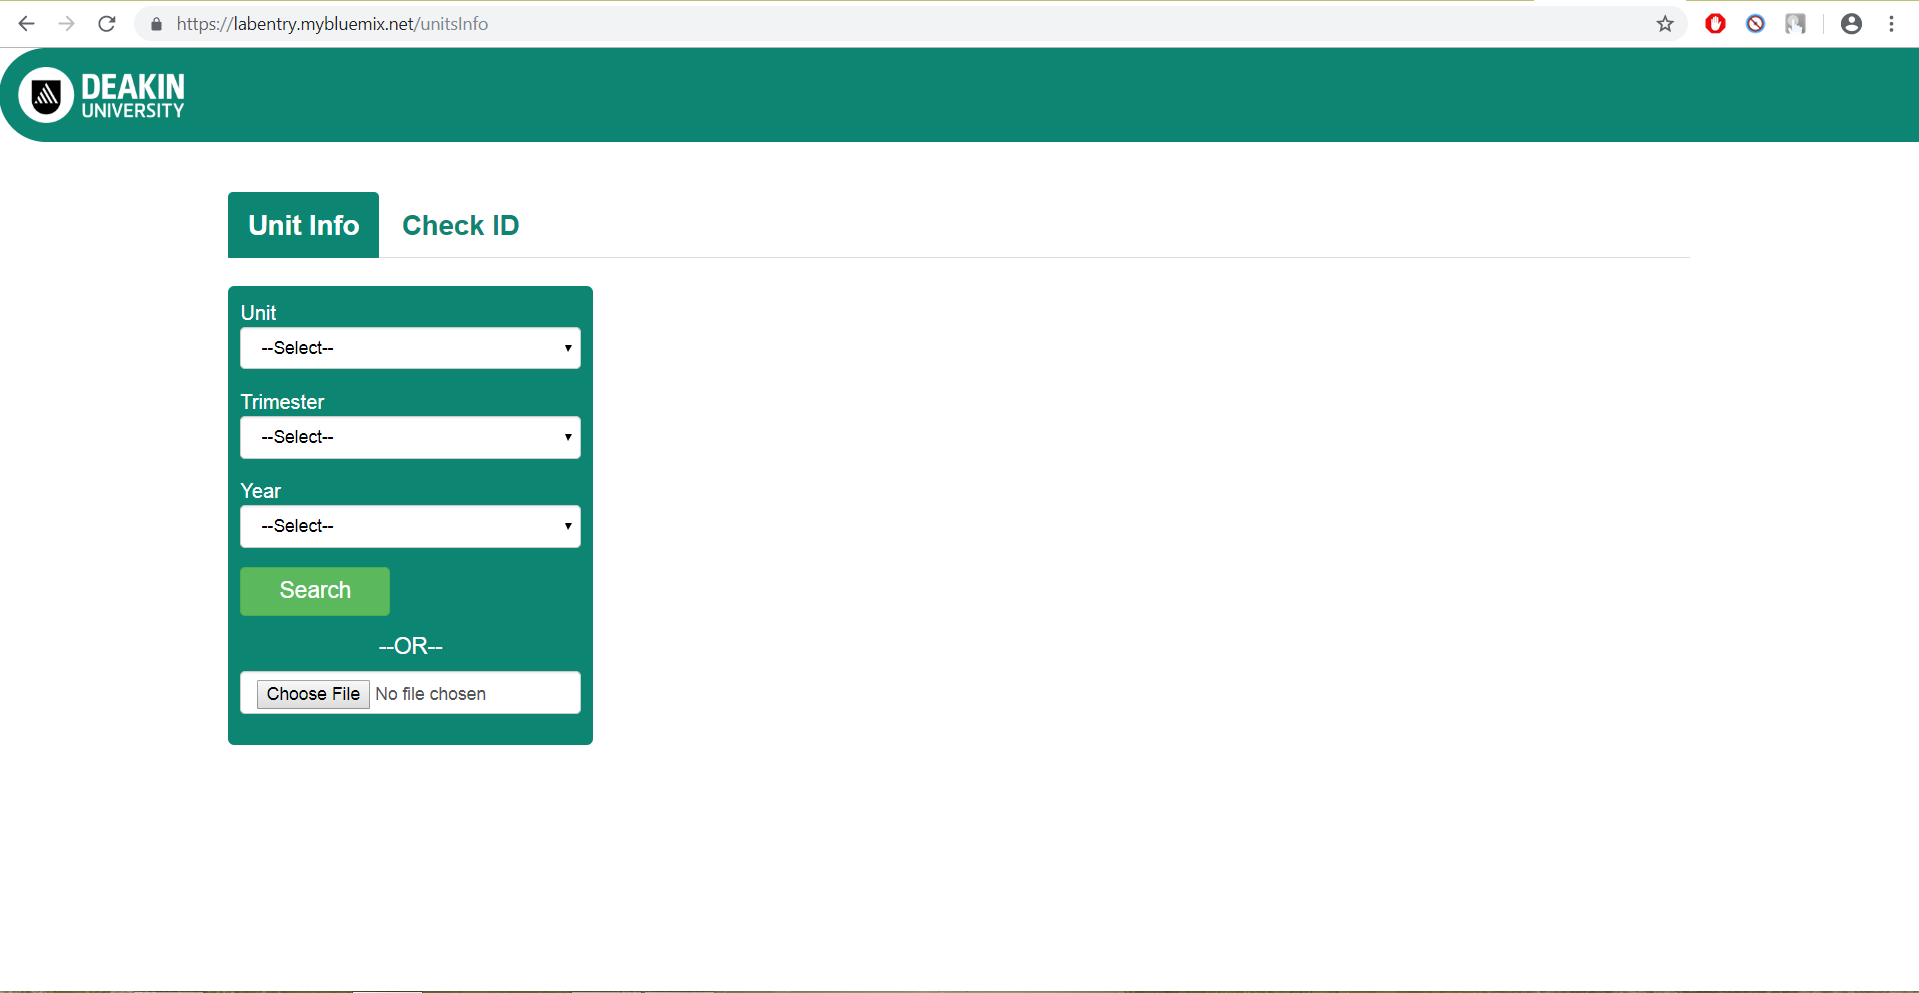 https://labentry.mybluemix.net/unitsInfo
DEAKIN
UNIVERSITY
Unit Info
Check ID
Unit
--Select--
Trimester
--Select--
Year
--Select--
Search
--OR--
Choose File No file chosen